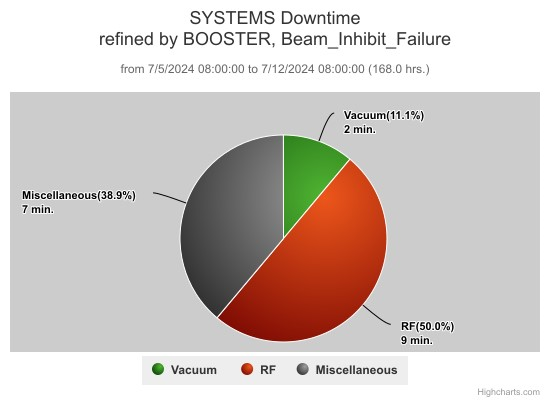 SYSTEMS Downtime
refined by BOOSTER, Beam_Inhibit_Failure
from 7/5/2024 08:00:00 to 7/12/2024 08:00:00 (168.0 hrs.)
Vacuum(11.1%)
2 min.
Miscellaneous(38.9%)
7 min.
RF(50.0%)
9 min.
Vacuum RF Miscellaneous
Highcharts.com